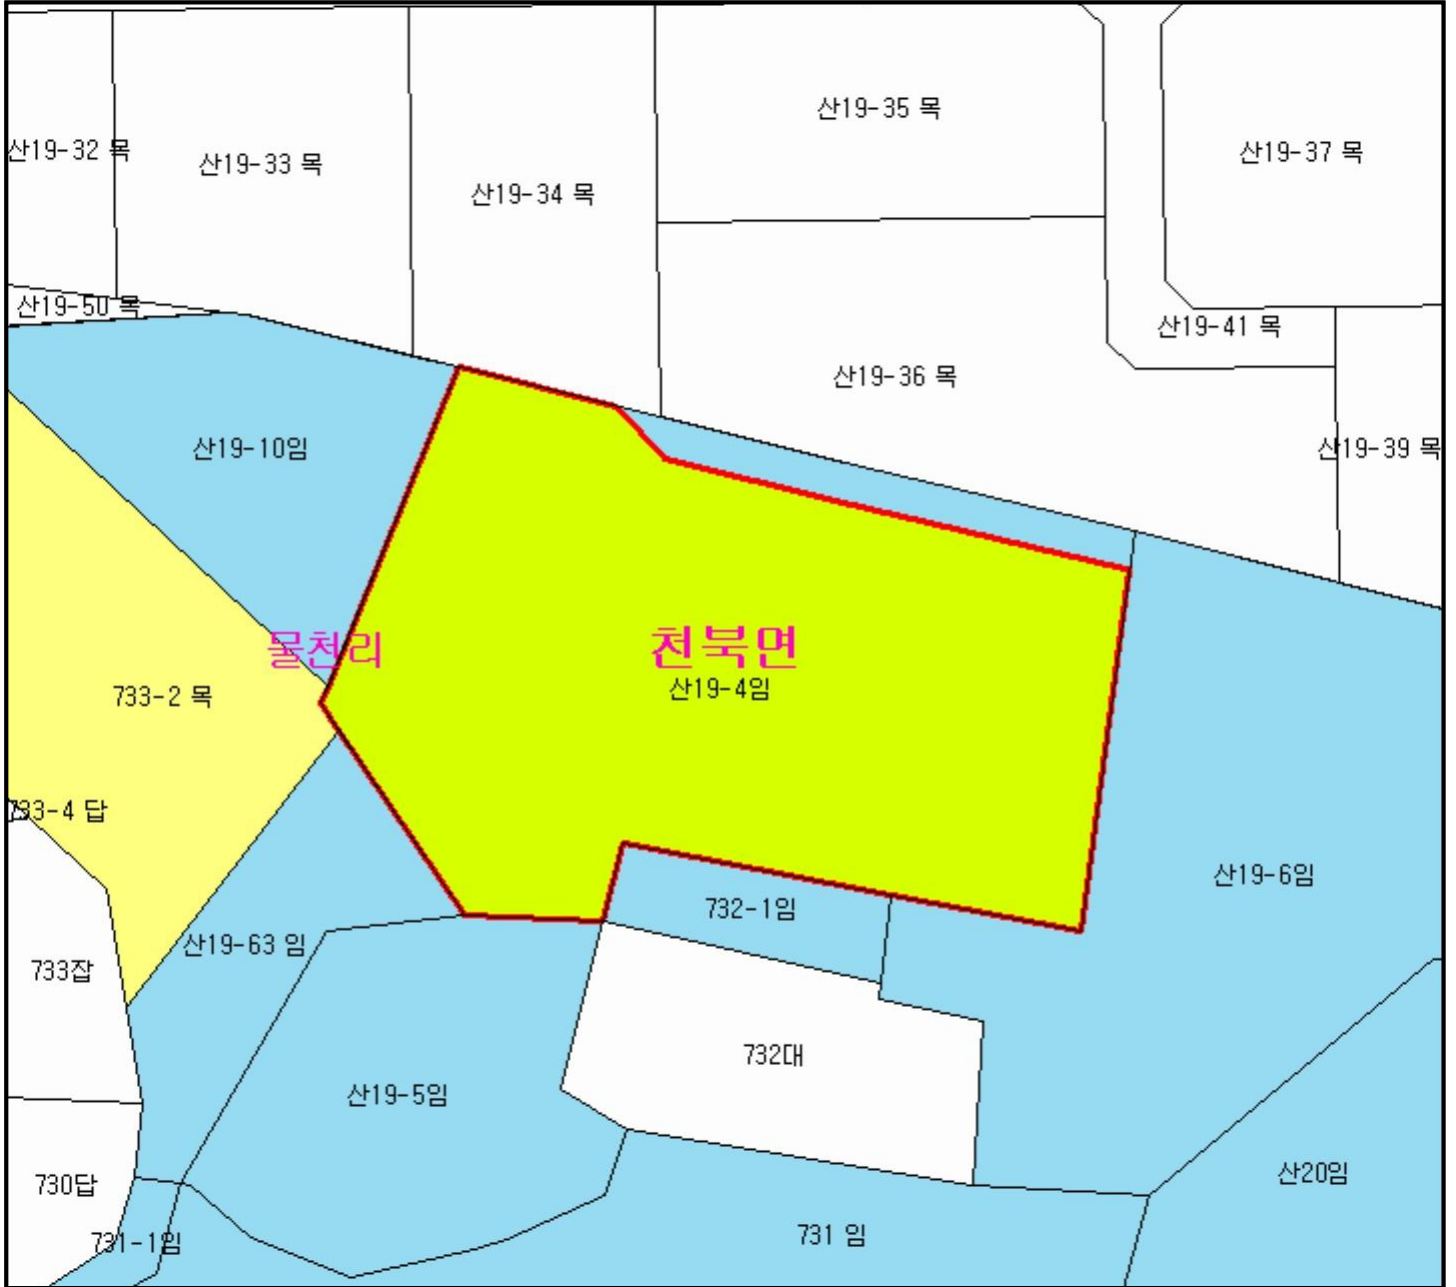 산19-35 목
산19-32 목
산19-33 목
산19-37 목
산19-34 목
산19-50 목
산19-41 목
산19-36 목
산19-10임
산19-39 목
물천리
천북면
733-2 목
산19-4임
733-4 답
산19-6임
732-1임
산19-63 임
733잡
732대
산19-5임
730답
산20임
731-1임
731 임